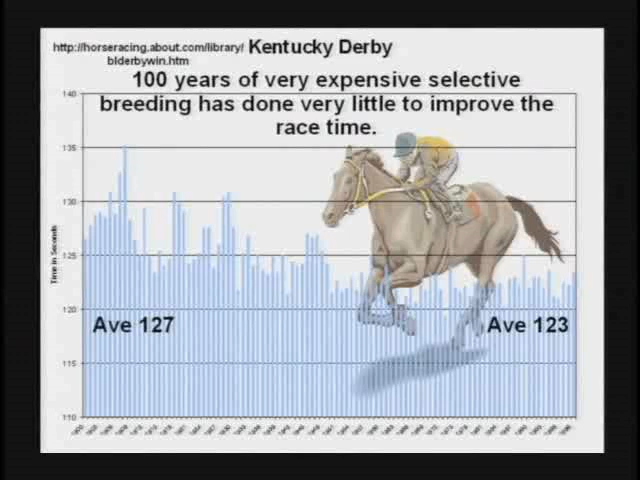 http://horseracing.about.com/library/ Kentucky Derby
blderbywin.htm
100 years of very expensive selective
breeding has done very little to improve the
race time.
140
135
130
125
120
115
110
Time in Seconds
Ave 127
Ave 123